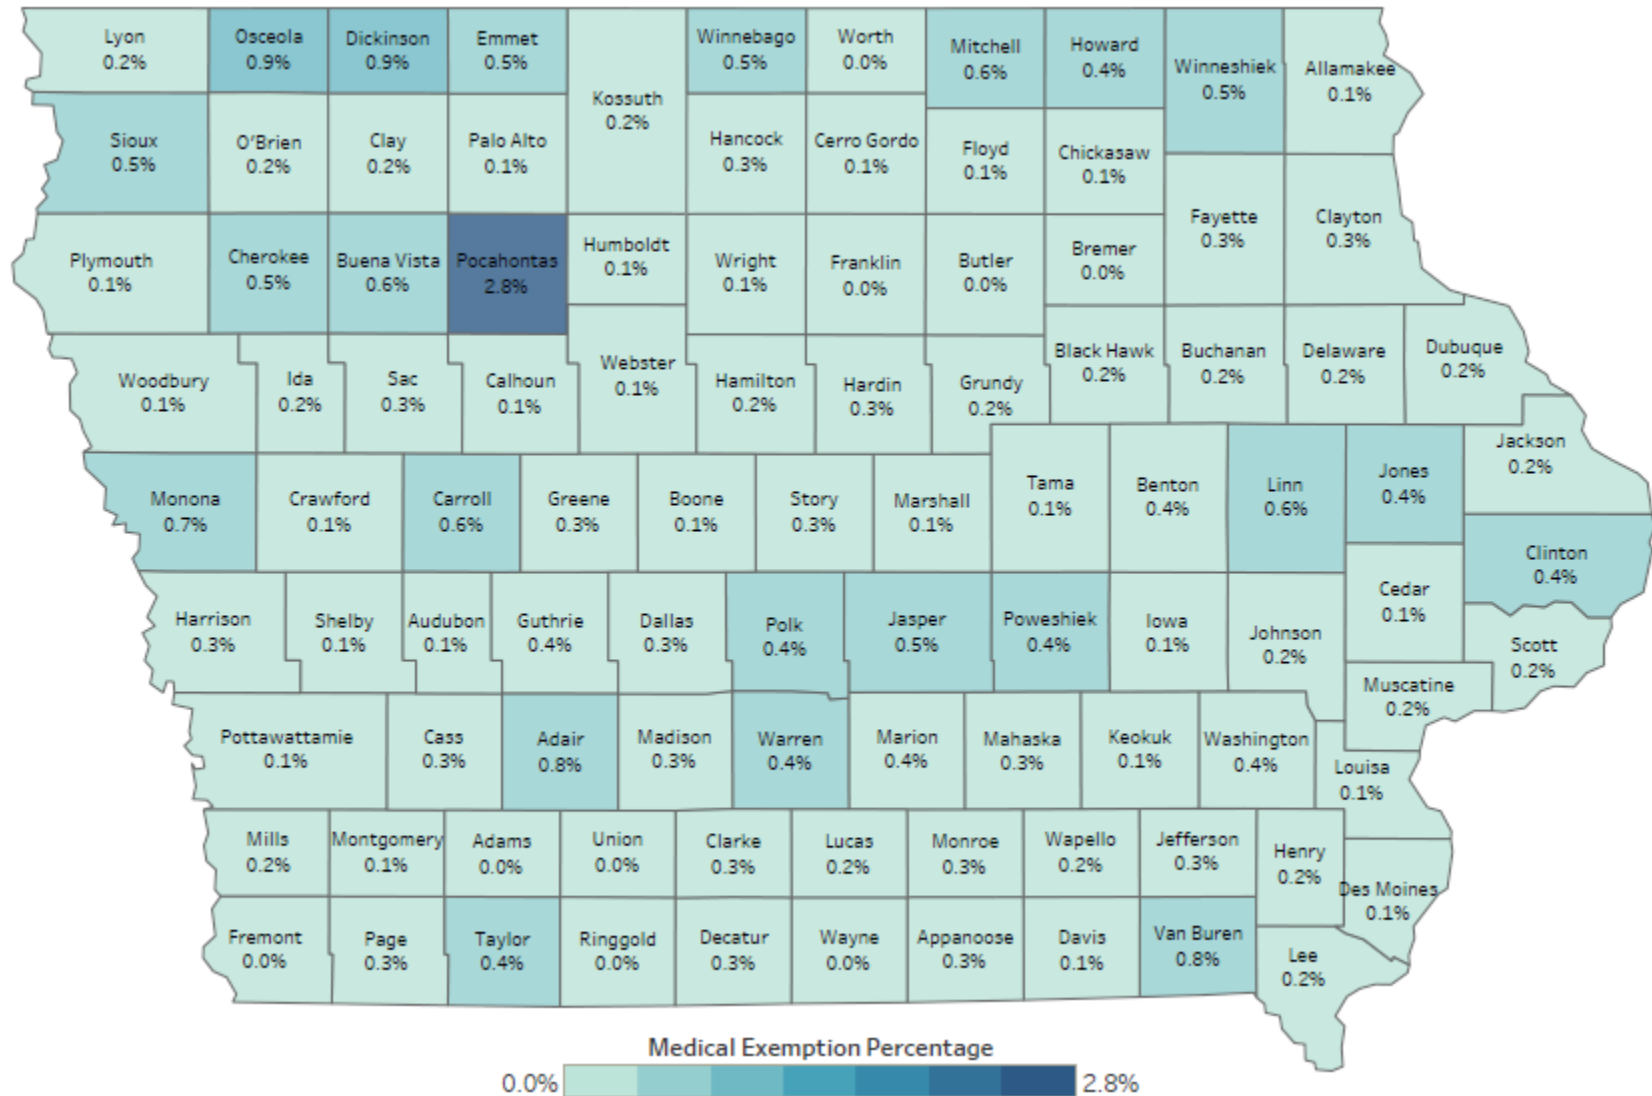 Lyon
0.2%
Osceola
0.9%
Dickinson
0.9%
Emmet
0.5%
Kossuth
0.2%
Winnebago
0.5%
Worth
0.0%
Mitchell
0.6%
Howard
0.4%
Winneshiek
0.5%
Allamakee
0.1%
Sioux
0.5%
O'Brien
0.2%
Clay
0.2%
Palo Alto
0.1%
Hancock
0.3%
Cerro Gordo
0.1%
Floyd
0.1%
Chickasaw
0.1%
Fayette
0.3%
Clayton
0.3%
Plymouth
0.1%
Cherokee
0.5%
Buena Vista
0.6%
Pocahontas
2.8%
Humboldt
0.1%
Wright
0.1%
Franklin
0.0%
Butler
0.0%
Bremer
0.0%
Woodbury
0.1%
Ida
0.2%
Sac
0.3%
Calhoun
0.1%
Webster
0.1%
Hamilton
0.2%
Hardin
0.3%
Grundy
0.2%
Black Hawk
0.2%
Buchanan
0.2%
Delaware
0.2%
Dubuque
0.2%
Monona
0.7%
Crawford
0.1%
Carroll
0.6%
Greene
0.3%
Boone
0.1%
Story
0.3%
Marshall
0.1%
Tama
0.1%
Benton
0.4%
Linn
0.6%
Jones
0.4%
Jackson
0.2%
Clinton
0.4%
Harrison
0.3%
Shelby
0.1%
Audubon
0.1%
Guthrie
0.4%
Dallas
0.3%
Polk
0.4%
Jasper
0.5%
Poweshiek
0.4%
Iowa
0.1%
Johnson
0.2%
Cedar
0.1%
Scott
0.2%
Muscatine
0.2%
Pottawattamie
0.1%
Cass
0.3%
Adair
0.8%
Madison
0.3%
Warren
0.4%
Marion
0.4%
Mahaska
0.3%
Keokuk
0.1%
Washington
0.4%
Louisa
0.1%
Mills
0.2%
Montgomery
0.1%
Adams
0.0%
Union
0.0%
Clarke
0.3%
Lucas
0.2%
Monroe
0.3%
Wapello
0.2%
Jefferson
0.3%
Henry
0.2%
Des Moines
0.1%
Fremont
0.0%
Page
0.3%
Taylor
0.4%
Ringgold
0.0%
Decatur
0.3%
Wayne
0.0%
Appanoose
0.3%
Davis
0.1%
Van Buren
0.8%
Lee
0.2%
Medical Exemption Percentage
0.0%
2.8%